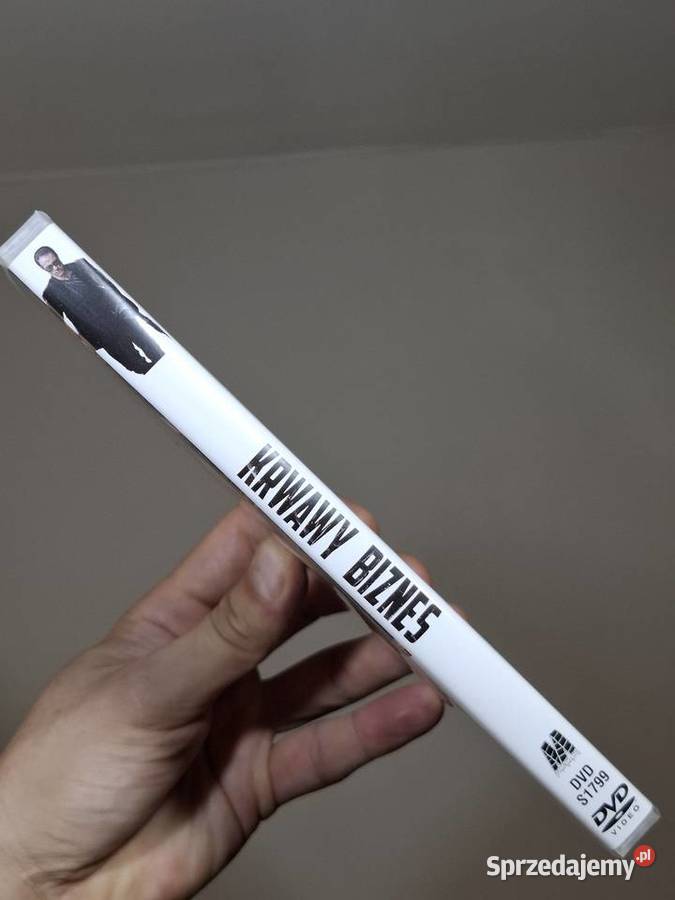 KRWAWY BIZNES
DVD
S1799
DVD
VIDEO
Sprzedajemy.pl